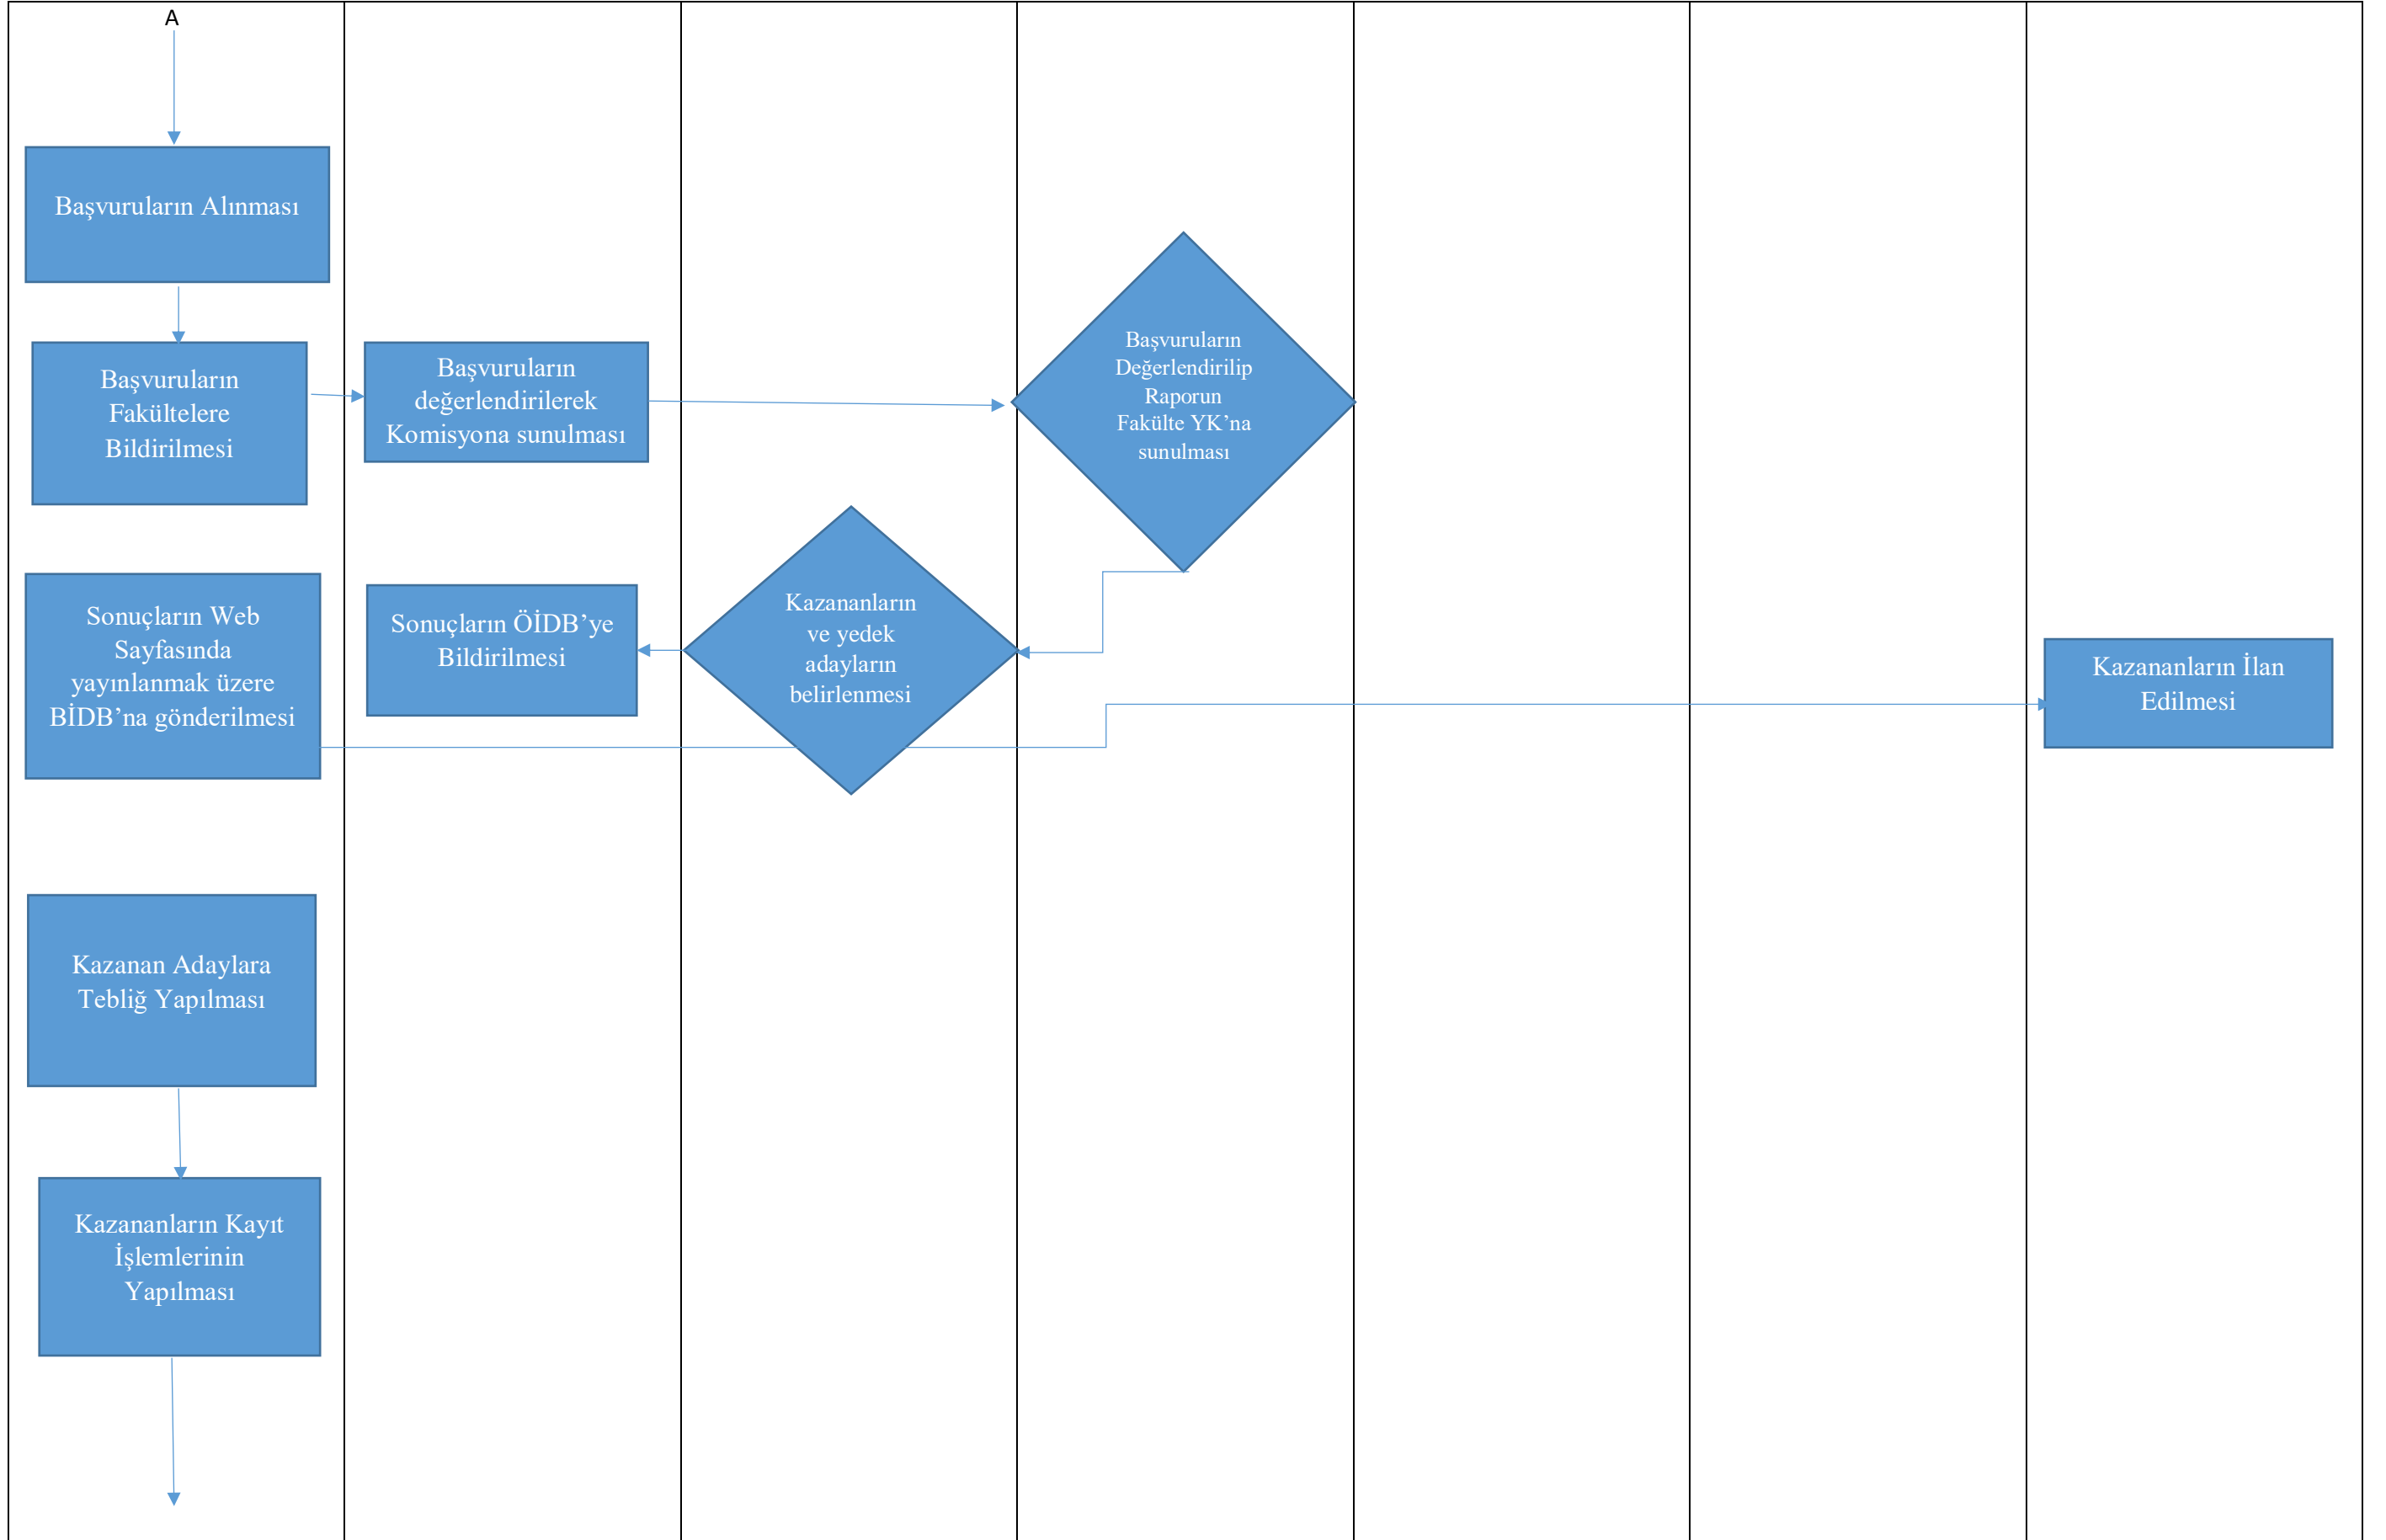 A
Başvuruların Alınması
Başvuruların
Fakültelere
Bildirilmesi
Başvuruların
değerlendirilerek
Komisyona sunulması
Başvuruların
Değerlendirilip
Raporun
Fakülte YK’na
sunulması
Sonuçların Web
Sayfasında
yayınlanmak üzere
BİDB’na gönderilmesi
Sonuçların ÖİDB’ye
Bildirilmesi
Kazananların
ve yedek
adayların
belirlenmesi
Kazananların İlan
Edilmesi
Kazanan Adaylara
Tebliğ Yapılması
Kazananların Kayıt
İşlemlerinin
Yapılması